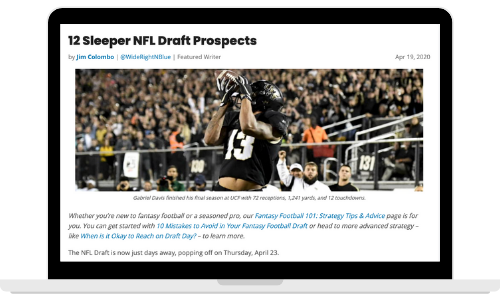 12 Sleeper NFL Draft Prospects
by Jim Colombo | @WideRightNBlue | Featured Writer
Apr 19, 2020
13
Gabriel Davis finished his final season at UCF with 72 receptions, 1,241 yards, and 12 touchdowns.
Whether you're new to fantasy football or a seasoned pro, our Fantasy Football 101: Strategy Tips & Advice page is for
you. You can get started with 10 Mistakes to Avoid in Your Fantasy Football Draft or head to more advanced strategy –
like When is it Okay to Reach on Draft Day? – to learn more.
The NFL Draft is now just days away, popping off on Thursday, April 23.